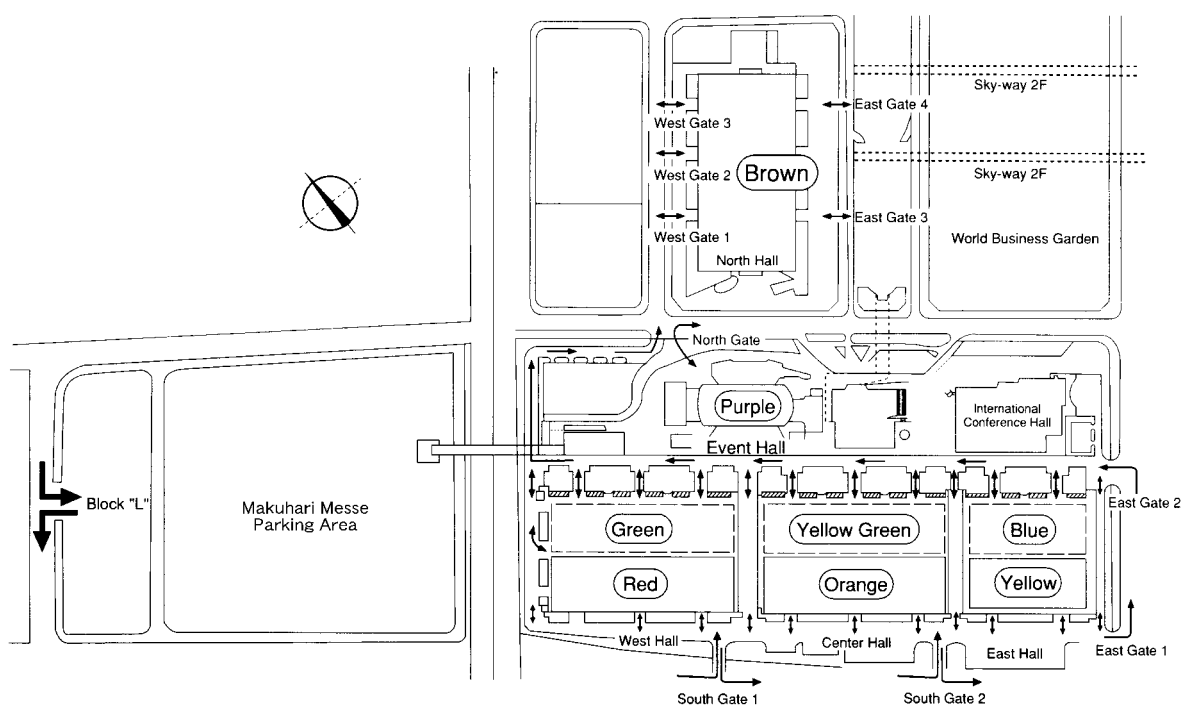 Sky-way 2F
East Gate 4
West Gate 3
West Gate 2
Brown
Sky-way 2F
East Gate 3
West Gate 1
World Business Garden
North Hall
North Gate
Purple
International
Conference Hall
Event Hall
Block "L"
Makuhari Messe
Parking Area
East Gate 2
Green
Yellow Green
Blue
Red
Orange
Yellow
West Hall
Center Hall
East Hall
East Gate 1
South Gate 1
South Gate 2